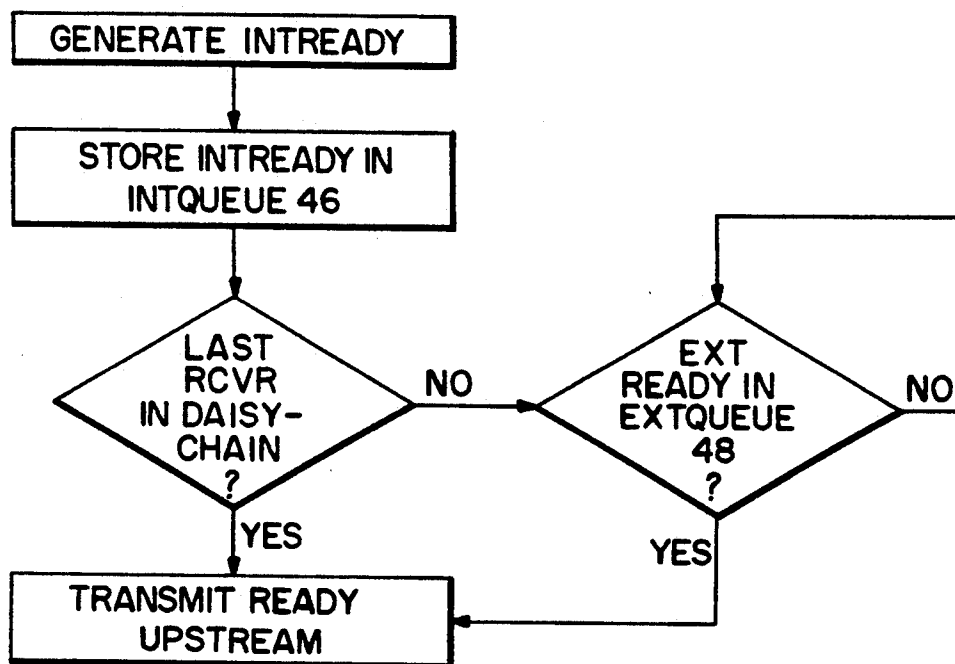 GENERATE INTREADY
STORE INTREADY IN
INTQUEUE 46
LAST
RCVR
IN DAISY-
CHAIN
?
NO
YES
EXT
READY IN
EXTQUEUE
48
?
NO
YES
TRANSMIT READY
UPSTREAM